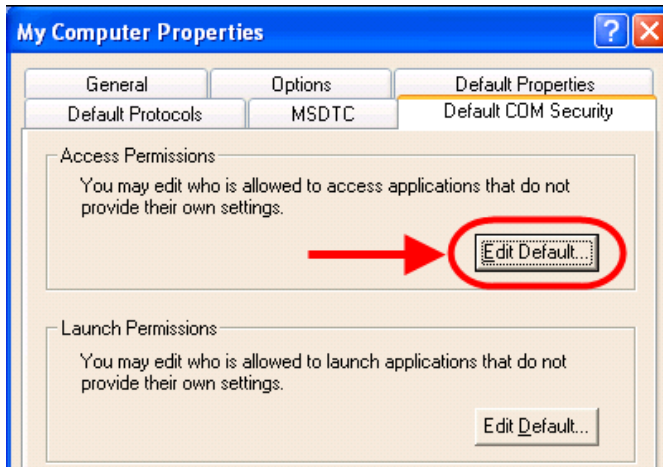 My Computer Properties
General Options Default Properties
Default Protocols MSDTC Default COM Security
Access Permissions
You may edit who is allowed to access applications that do not
provide their own settings.
Edit Default...
Launch Permissions
You may edit who is allowed to launch applications that do not
provide their own settings.
Edit Default...